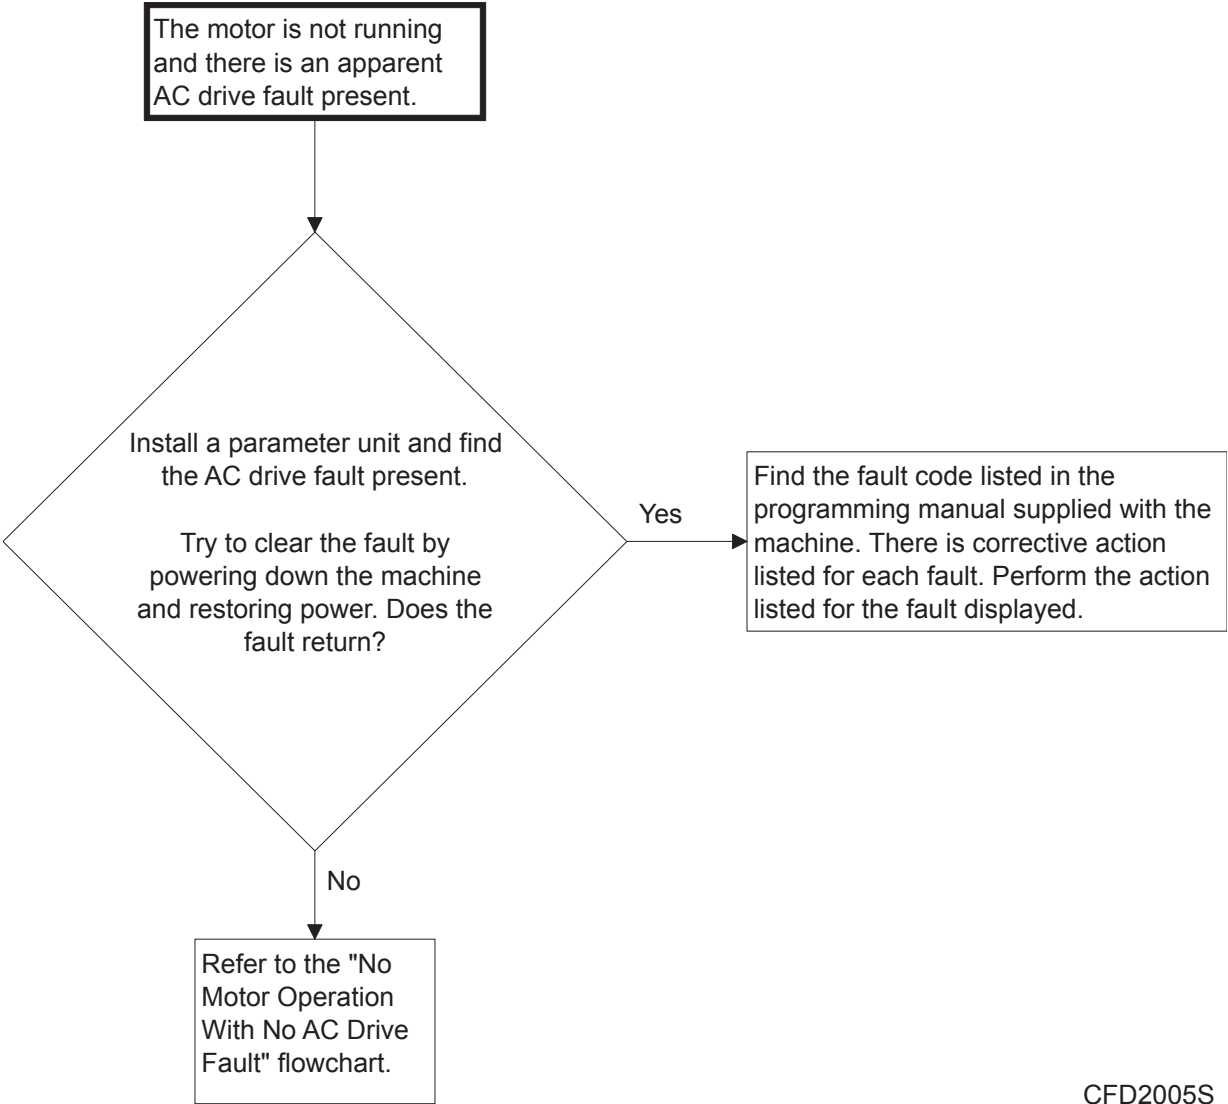 The motor is not running
and there is an apparent
AC drive fault present.
Install a parameter unit and find
the AC drive fault present.
Try to clear the fault by
powering down the machine
and restoring power. Does the
fault return?
Yes
Find the fault code listed in the
programming manual supplied with the
machine. There is corrective action
listed for each fault. Perform the action
listed for the fault displayed.
No
Refer to the "No
Motor Operation
With No AC Drive
Fault" flowchart.
CFD2005S